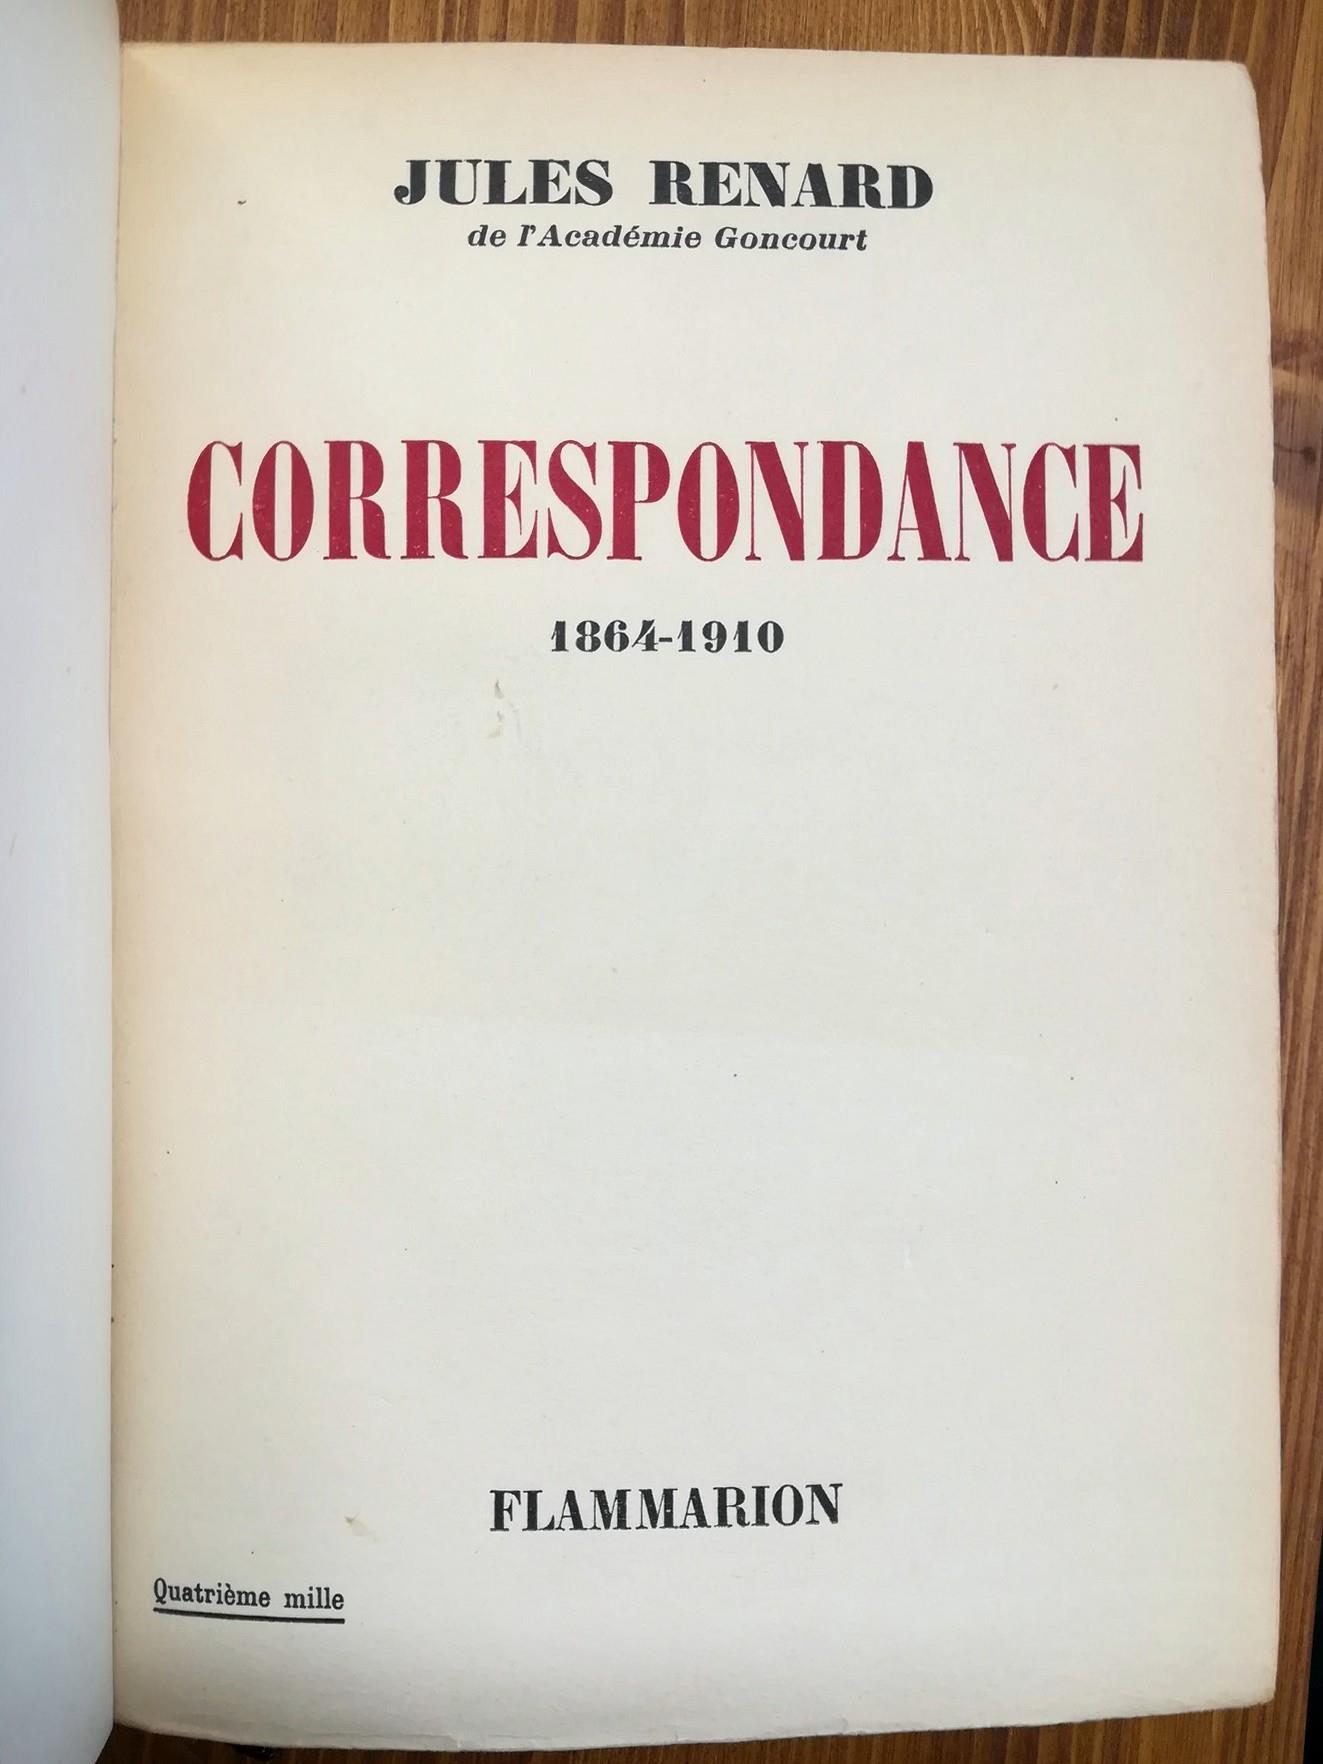 JULES RENARD
de l'Académie Goncourt
CORRESPONDANCE
1864-1910
FLAMMARION
Quatrième mille